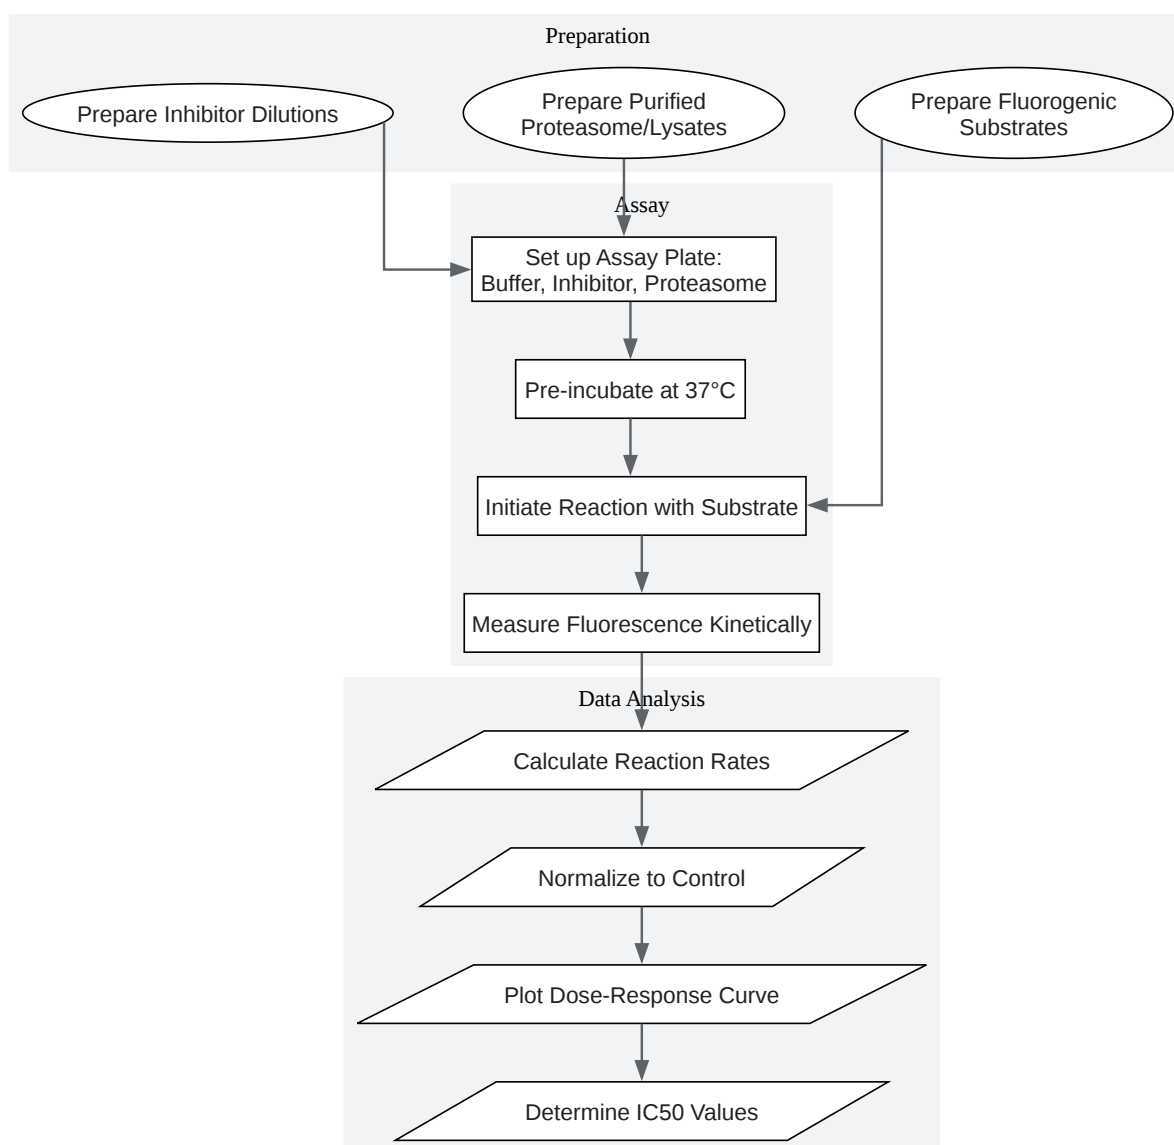 Preparation
Prepare Inhibitor Dilutions
Prepare Purified
Proteasome/Lysates
Prepare Fluorogenic
Substrates
Assay
Set up Assay Plate:
Buffer, Inhibitor, Proteasome
Pre-incubate at 37°C
Initiate Reaction with Substrate
Measure Fluorescence Kinetically
Data Analysis
Calculate Reaction Rates
Normalize to Control
Plot Dose-Response Curve
Determine IC50 Values